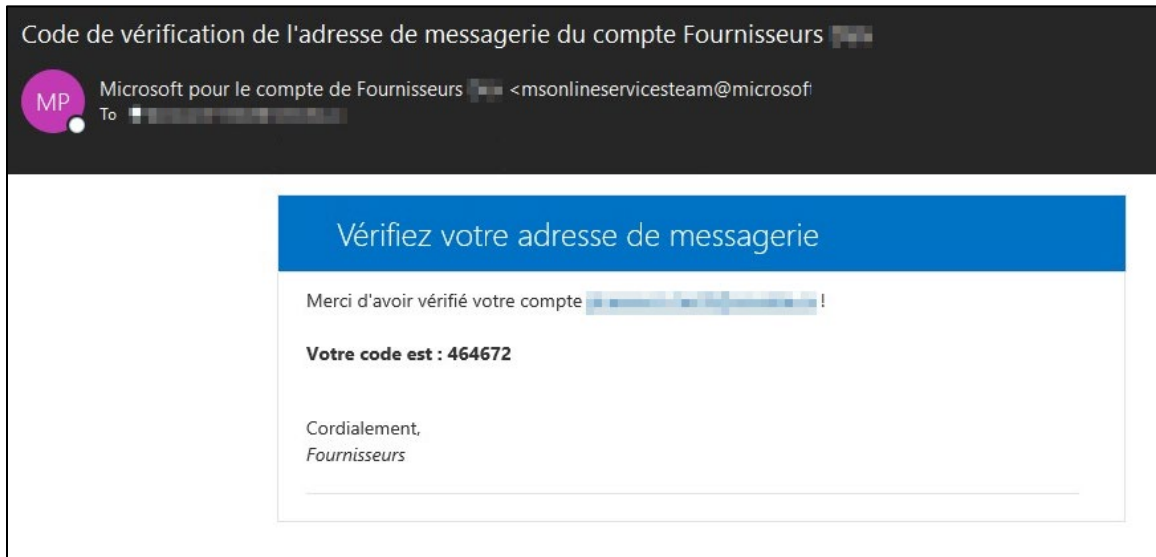 Code de vérification de l'adresse de messagerie du compte Fournisseurs
MP
Microsoft pour le compte de Fournisseurs <msonlineservicesteam@microsoft
To
Vérifiez votre adresse de messagerie
Merci d'avoir vérifié votre compte !
Votre code est : 464672
Cordialement,
Fournisseurs